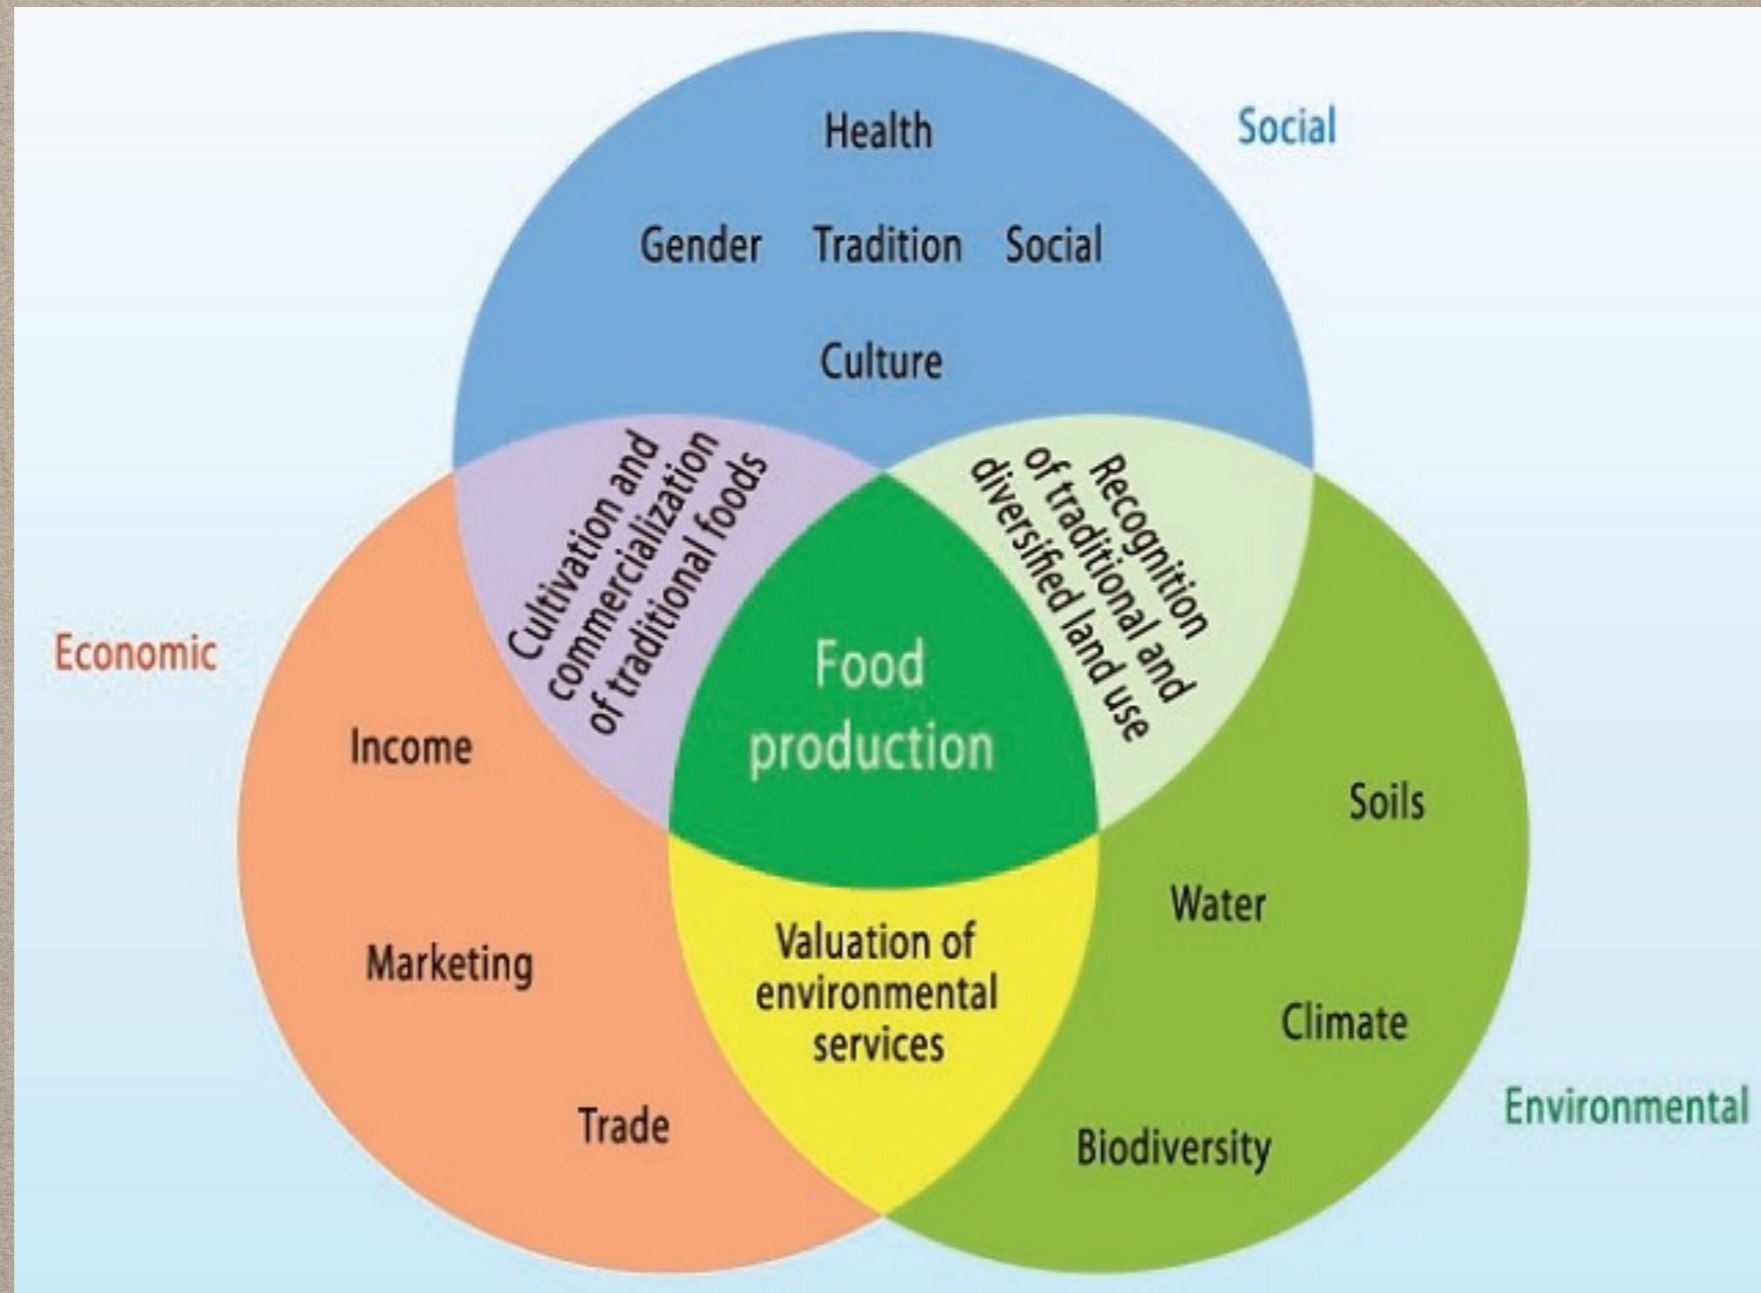 Health
Social
Gender Tradition Social
Culture
Cultivation and
commercialization
of traditional foods
Recognition
of traditional and
diversified land use
Economic
Food
production
Income
Soils
Water
Marketing
Valuation of
environmental
services
Climate
Environmental
Trade
Biodiversity